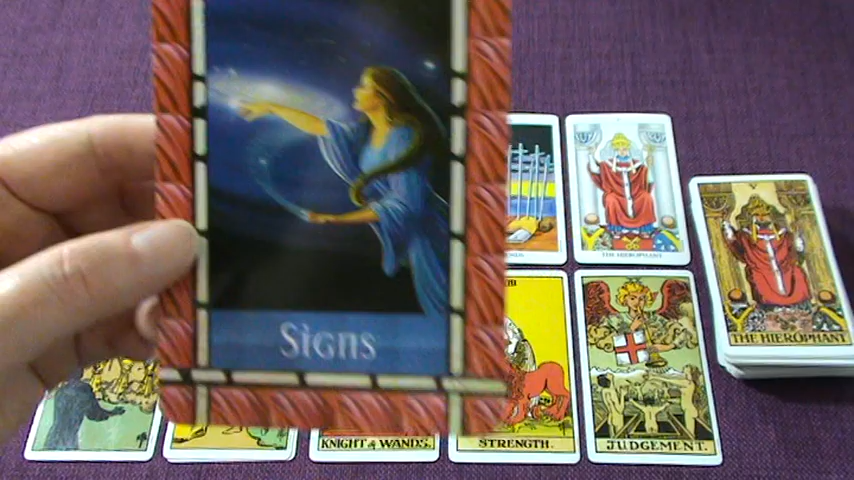 Signs
THE HIEROPHANT
V
THE HIEROPHANT
KNIGHT of WANDS.
STRENGTH.
JUDGEMENT.